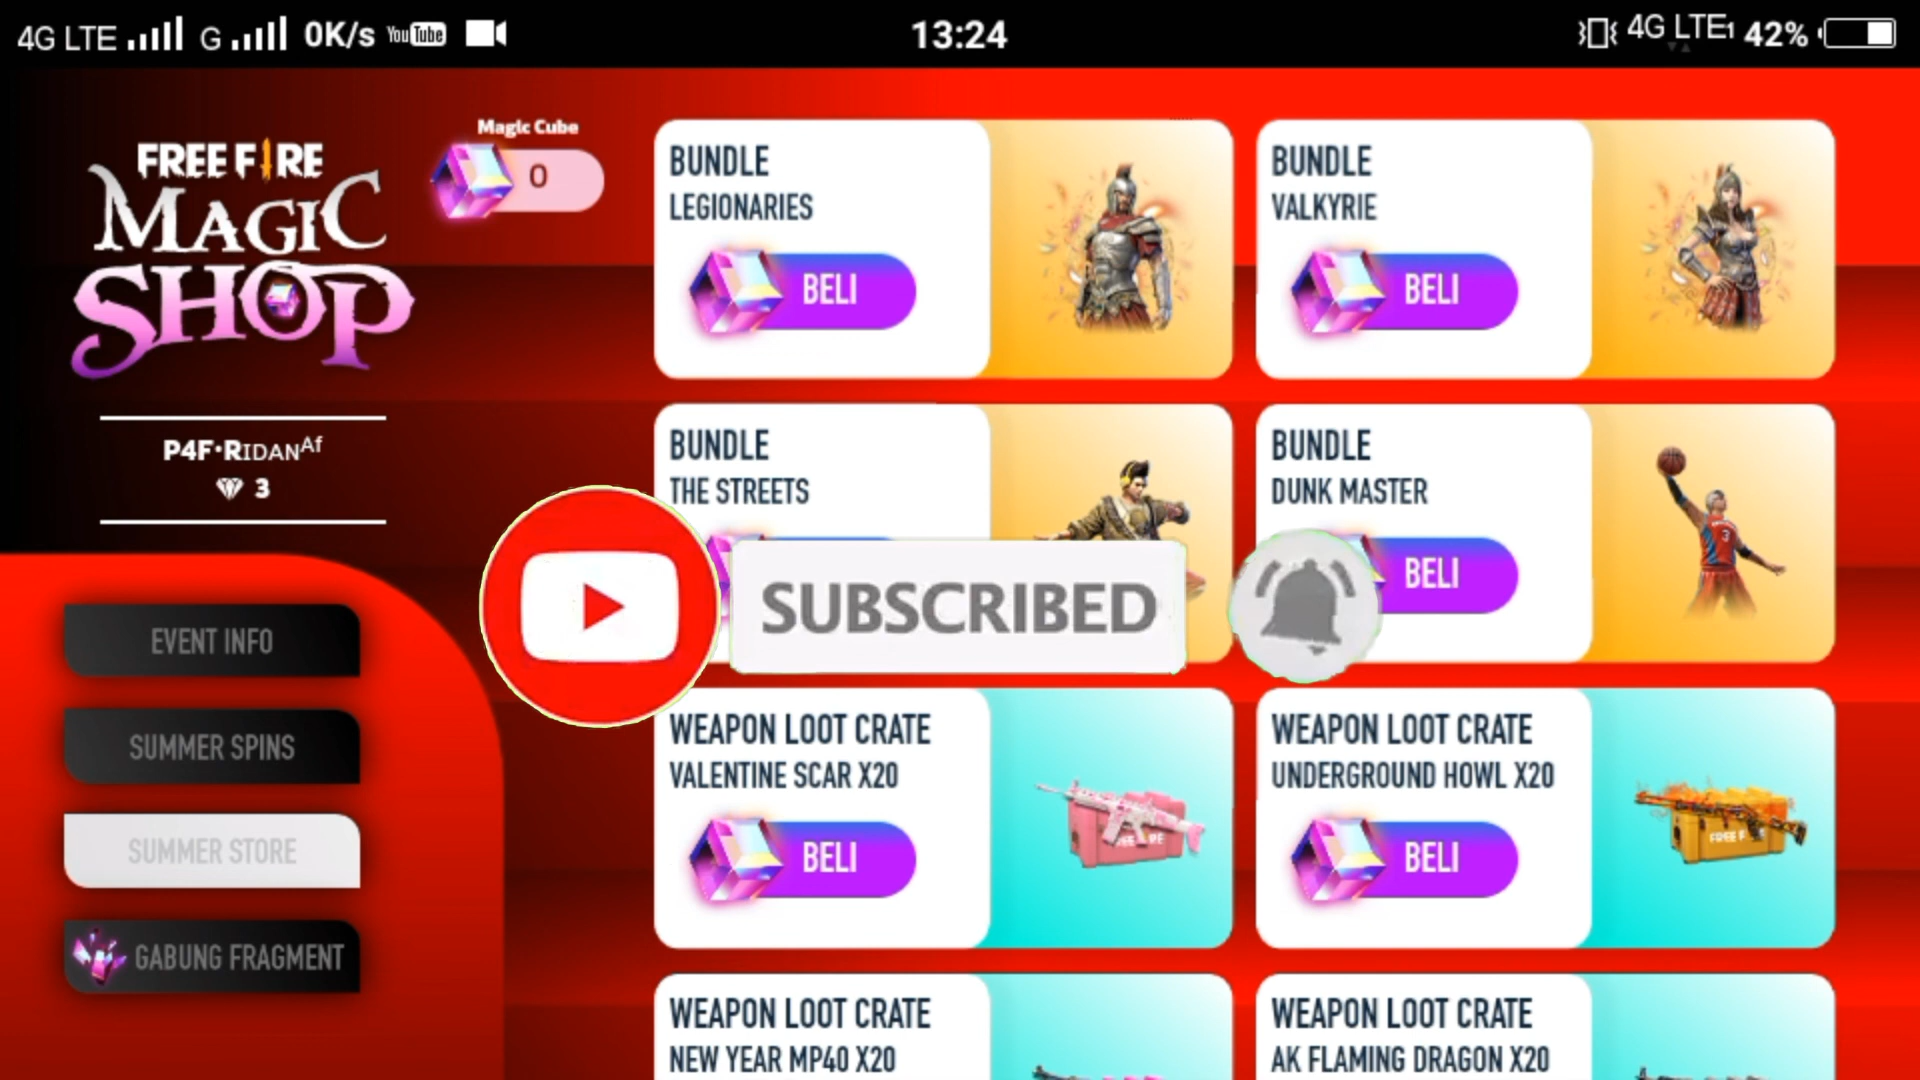 4G LTE G 0K/s YouTube 13:24 4G LTE1 42%
FREE FIRE
MAGIC
SHOP
Magic Cube
0
P4F•RIDANAf
3
EVENT INFO
SUMMER SPINS
SUMMER STORE
GABUNG FRAGMENT
BUNDLE
LEGIONARIES
BELI
BUNDLE
VALKYRIE
BELI
BUNDLE
THE STREETS
BUNDLE
DUNK MASTER
3
BELI
SUBSCRIBED
WEAPON LOOT CRATE
VALENTINE SCAR X20
BELI
WEAPON LOOT CRATE
UNDERGROUND HOWL X20
BELI
WEAPON LOOT CRATE
NEW YEAR MP40 X20
WEAPON LOOT CRATE
AK FLAMING DRAGON X20